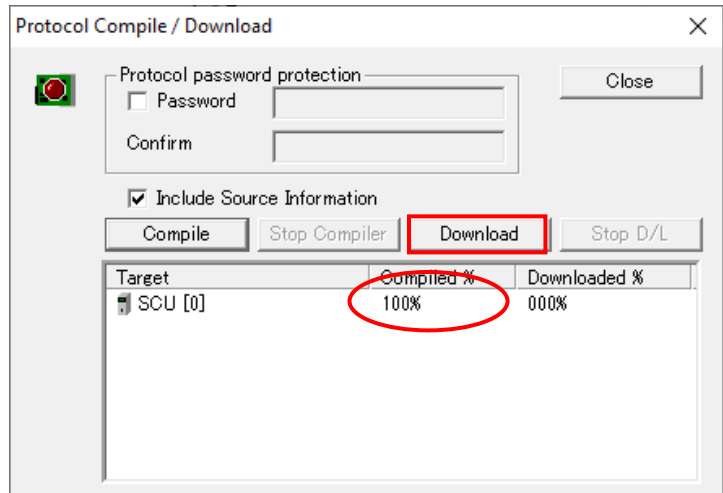 Protocol Compile / Download
Protocol password protection
Close
Password
Confirm
Include Source Information
Compile Stop Compiler Download Stop D/L
Target Compiled % Downloaded %
SCU [0] 100% 000%